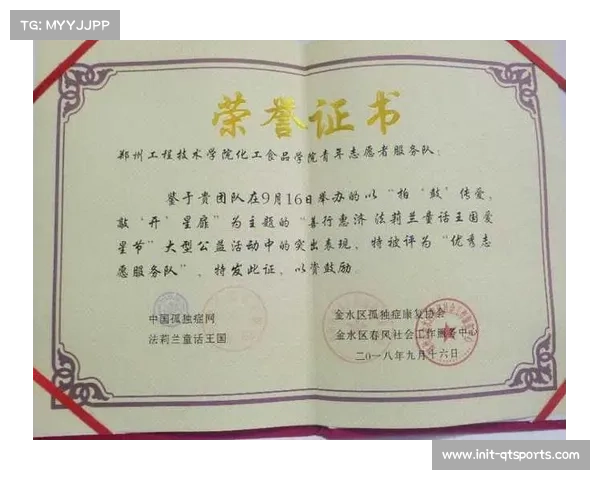 TG: MYYJJPP
荣誉证书
郑州工程技术学院化工食品学院青年志愿者服务队:
鉴于贵团队在9月16日举办的以“拍‘鼓’传爱,
敲‘开’星扉”为主题的“善行惠济 法莉兰童话王国爱
星节”大型公益活动中的突出表现,特被评为“优秀志
愿服务队”,特发此证,以资鼓励。
中国孤独症网
法莉兰童话王国
金水区孤独症康复协会
金水区春风社会工作服务中心
二〇一八年九月十六日
www.init-qtsports.com